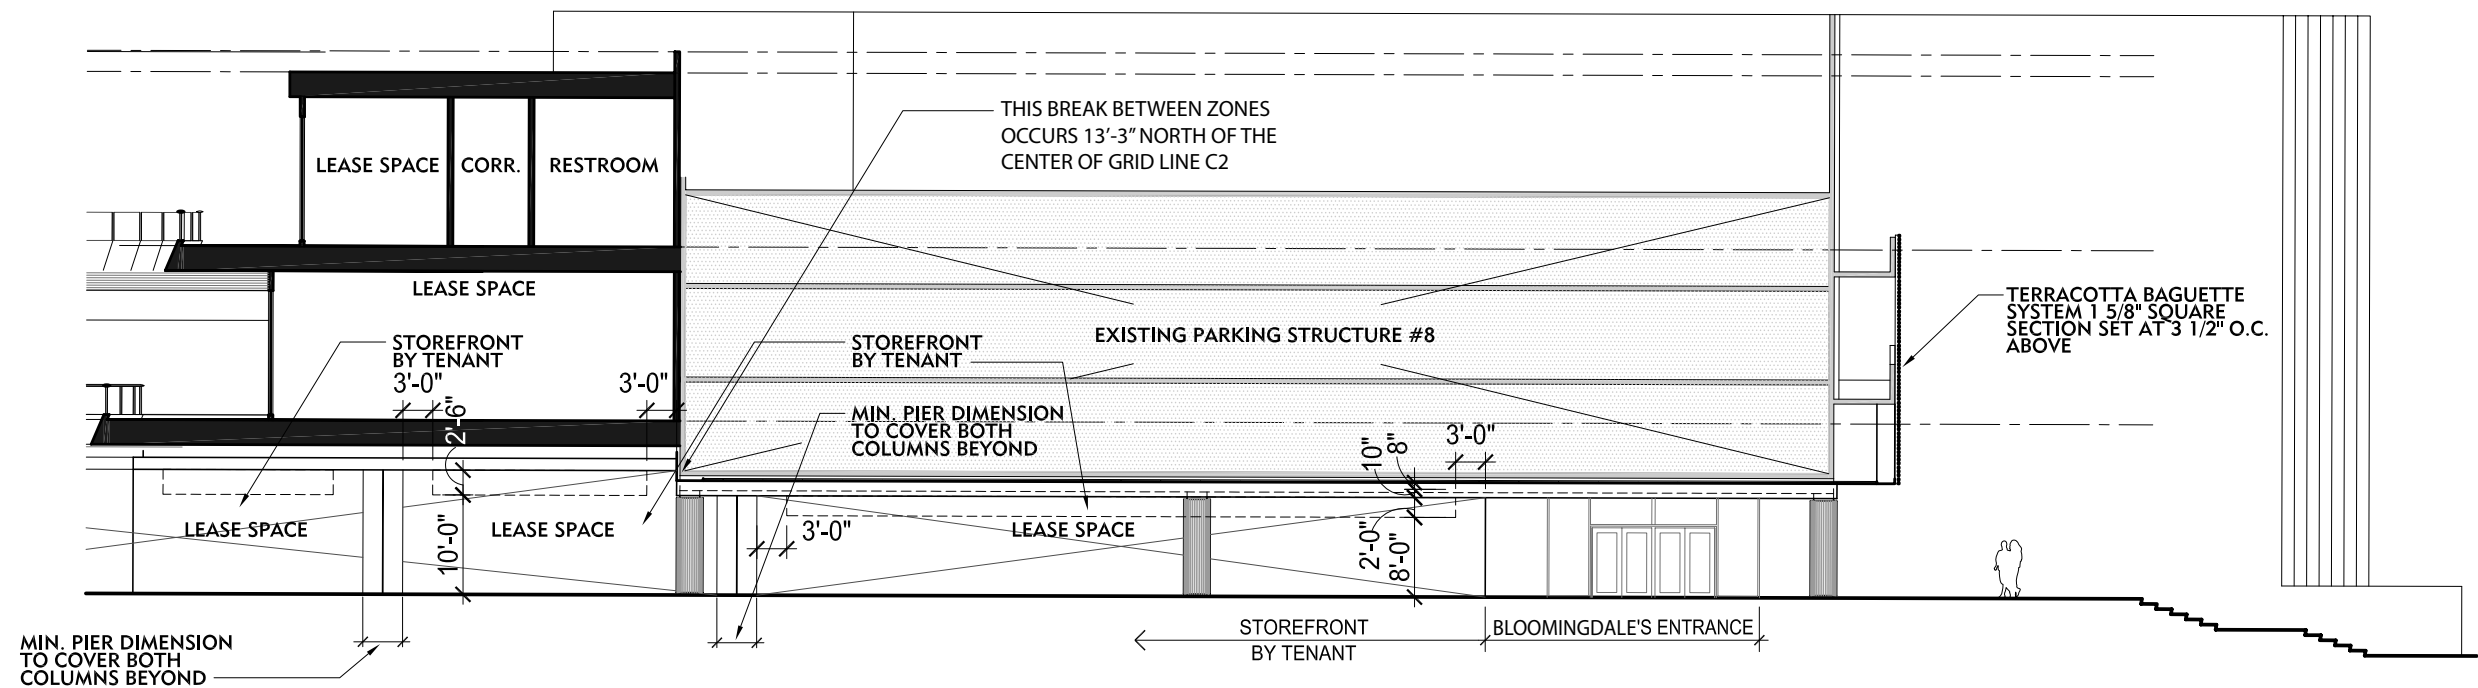 THIS BREAK BETWEEN ZONES
OCCURS 13'-3" NORTH OF THE
CENTER OF GRID LINE C2
LEASE SPACE
CORR.
RESTROOM
LEASE SPACE
TERRACOTTA BAGUETTE
SYSTEM 1 5/8" SQUARE
SECTION SET AT 3 1/2" O.C.
ABOVE
STOREFRONT
BY TENANT
STOREFRONT
BY TENANT
EXISTING PARKING STRUCTURE #8
3'-0"
3'-0"
2'-6"
MIN. PIER DIMENSION
TO COVER BOTH
COLUMNS BEYOND
10"
8"
3'-0"
LEASE SPACE
10'-0"
LEASE SPACE
3'-0"
LEASE SPACE
2'-0"
8'-0"
STOREFRONT
BY TENANT
BLOOMINGDALE'S ENTRANCE
MIN. PIER DIMENSION
TO COVER BOTH
COLUMNS BEYOND